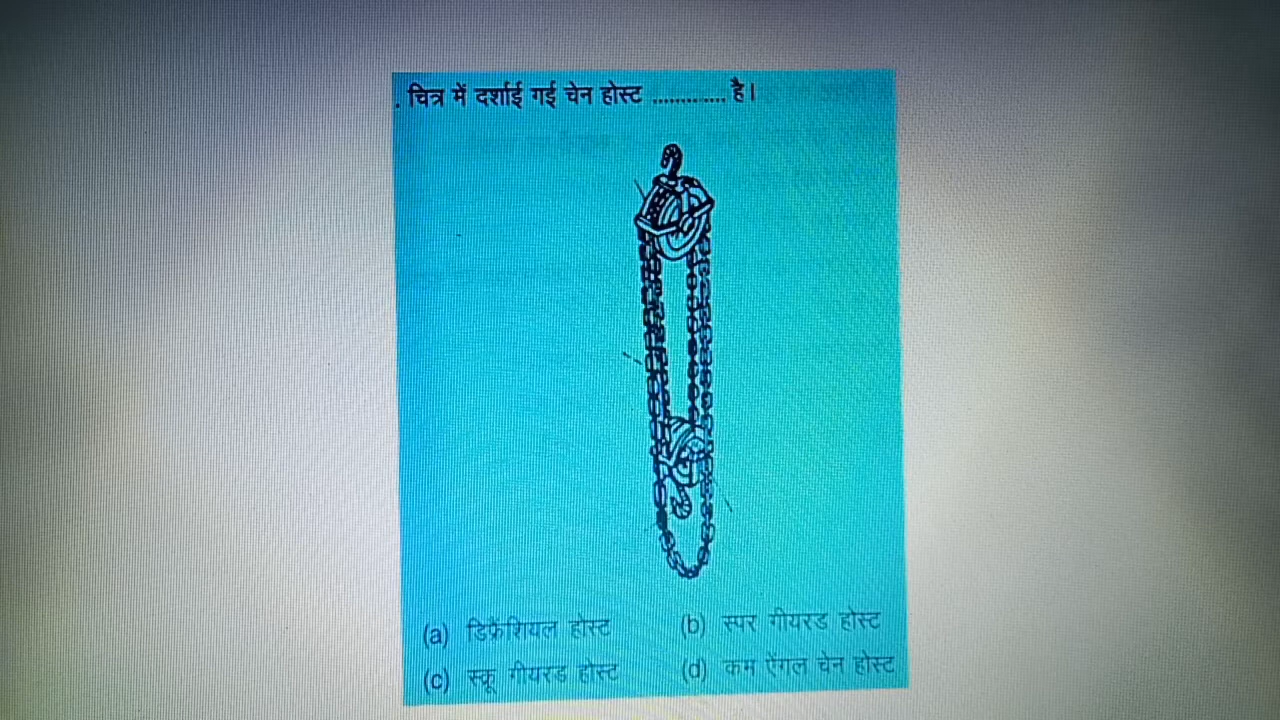 . चित्र में दर्शाई गई चेन होस्ट ............. है।
(a) डिफ्रेंशियल होस्ट (b) स्पर गीयरड होस्ट
(c) स्क्रू गीयरड होस्ट (d) कम ऐंगल चेन होस्ट